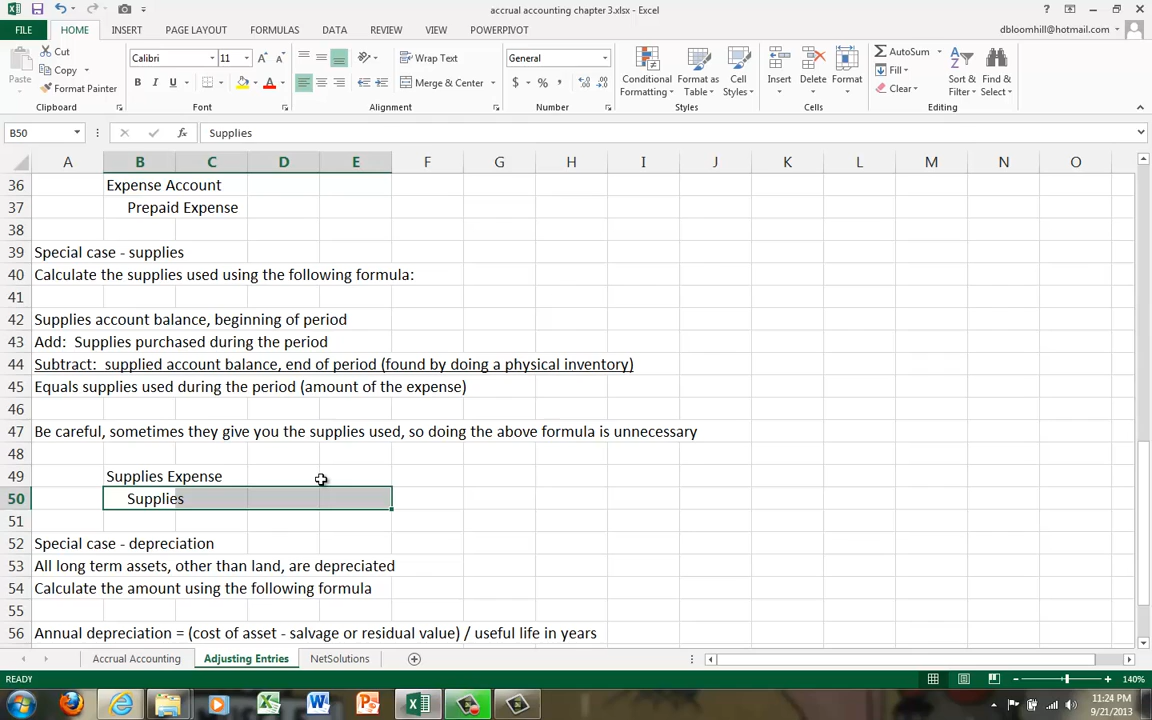 accrual accounting chapter 3.xlsx - Excel
FILE HOME INSERT PAGE LAYOUT FORMULAS DATA REVIEW VIEW POWERPIVOT dbloomhill@hotmail.com
Paste
Cut
Copy
Format Painter
Clipboard
Calibri 11
B I U
Font
Wrap Text
Merge & Center
Alignment
General
$ % ,
Number
Conditional Formatting
Format as Table
Cell Styles
Styles
Insert Delete Format
Cells
AutoSum
Fill
Clear
Sort & Filter
Find & Select
Editing
B50 fx Supplies
A B C D E F G H I J K L M N O
36 Expense Account
37 Prepaid Expense
38
39 Special case - supplies
40 Calculate the supplies used using the following formula:
41
42 Supplies account balance, beginning of period
43 Add: Supplies purchased during the period
44 Subtract: supplied account balance, end of period (found by doing a physical inventory)
45 Equals supplies used during the period (amount of the expense)
46
47 Be careful, sometimes they give you the supplies used, so doing the above formula is unnecessary
48
49 Supplies Expense
50 Supplies
51
52 Special case - depreciation
53 All long term assets, other than land, are depreciated
54 Calculate the amount using the following formula
55
56 Annual depreciation = (cost of asset - salvage or residual value) / useful life in years
Accrual Accounting Adjusting Entries NetSolutions
READY 140%
11:24 PM
9/21/2013